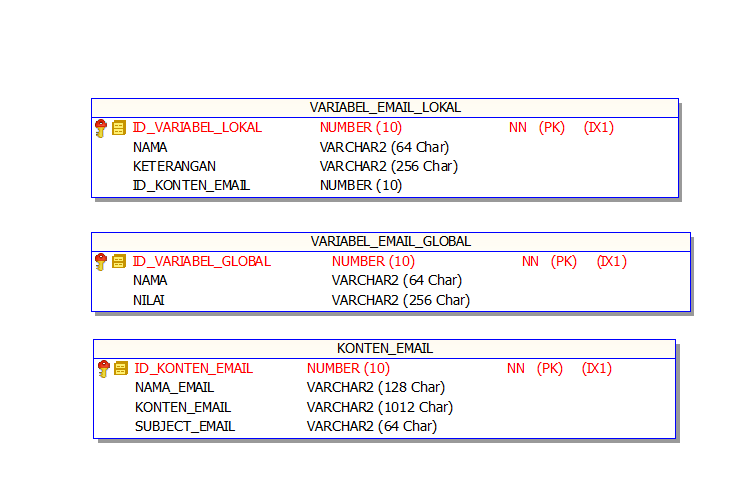 VARIABEL_EMAIL_LOKAL
ID_VARIABEL_LOKAL NUMBER (10) NN (PK) (IX1)
NAMA VARCHAR2 (64 Char)
KETERANGAN VARCHAR2 (256 Char)
ID_KONTEN_EMAIL NUMBER (10)
VARIABEL_EMAIL_GLOBAL
ID_VARIABEL_GLOBAL NUMBER (10) NN (PK) (IX1)
NAMA VARCHAR2 (64 Char)
NILAI VARCHAR2 (256 Char)
KONTEN_EMAIL
ID_KONTEN_EMAIL NUMBER (10) NN (PK) (IX1)
NAMA_EMAIL VARCHAR2 (128 Char)
KONTEN_EMAIL VARCHAR2 (1012 Char)
SUBJECT_EMAIL VARCHAR2 (64 Char)